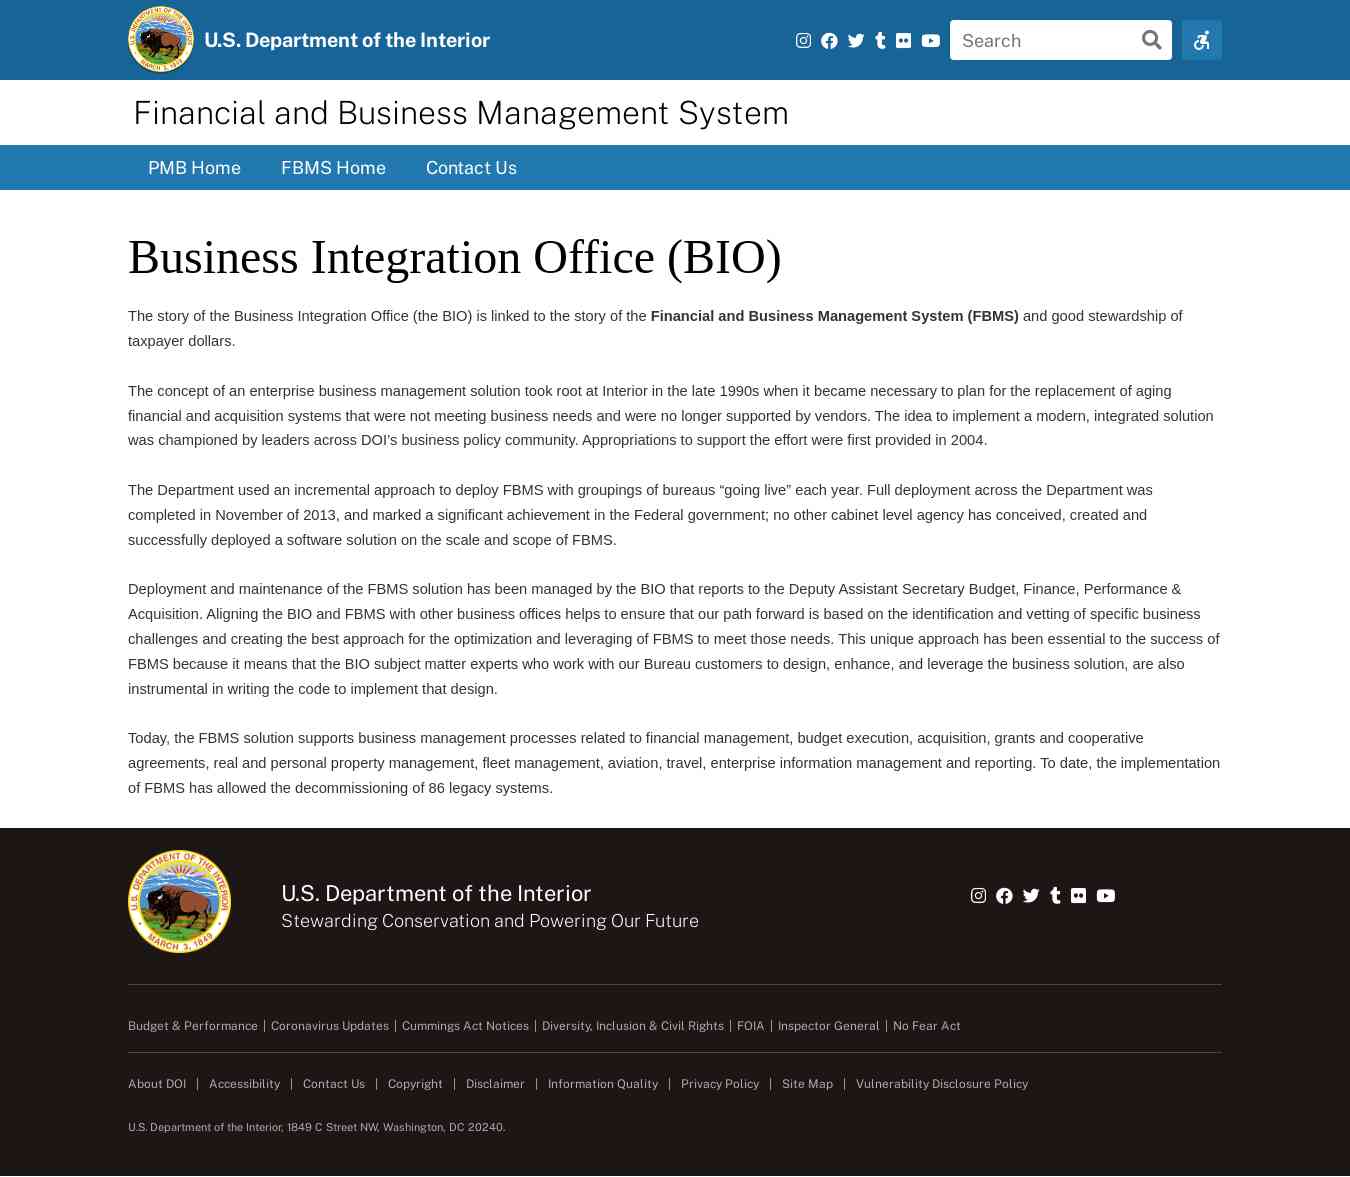 U.S. Department of the Interior
Search
Financial and Business Management System
PMB Home
FBMS Home
Contact Us
Business Integration Office (BIO)
The story of the Business Integration Office (the BIO) is linked to the story of the Financial and Business Management System (FBMS) and good stewardship of
taxpayer dollars.
The concept of an enterprise business management solution took root at Interior in the late 1990s when it became necessary to plan for the replacement of aging
financial and acquisition systems that were not meeting business needs and were no longer supported by vendors. The idea to implement a modern, integrated solution
was championed by leaders across DOI’s business policy community. Appropriations to support the effort were first provided in 2004.
The Department used an incremental approach to deploy FBMS with groupings of bureaus “going live” each year. Full deployment across the Department was
completed in November of 2013, and marked a significant achievement in the Federal government; no other cabinet level agency has conceived, created and
successfully deployed a software solution on the scale and scope of FBMS.
Deployment and maintenance of the FBMS solution has been managed by the BIO that reports to the Deputy Assistant Secretary Budget, Finance, Performance &
Acquisition. Aligning the BIO and FBMS with other business offices helps to ensure that our path forward is based on the identification and vetting of specific business
challenges and creating the best approach for the optimization and leveraging of FBMS to meet those needs. This unique approach has been essential to the success of
FBMS because it means that the BIO subject matter experts who work with our Bureau customers to design, enhance, and leverage the business solution, are also
instrumental in writing the code to implement that design.
Today, the FBMS solution supports business management processes related to financial management, budget execution, acquisition, grants and cooperative
agreements, real and personal property management, fleet management, aviation, travel, enterprise information management and reporting. To date, the implementation
of FBMS has allowed the decommissioning of 86 legacy systems.
U.S. DEPARTMENT OF THE INTERIOR
MARCH 3, 1849
U.S. Department of the Interior
Stewarding Conservation and Powering Our Future
Budget & Performance | Coronavirus Updates | Cummings Act Notices | Diversity, Inclusion & Civil Rights | FOIA | Inspector General | No Fear Act
About DOI | Accessibility | Contact Us | Copyright | Disclaimer | Information Quality | Privacy Policy | Site Map | Vulnerability Disclosure Policy
U.S. Department of the Interior, 1849 C Street NW, Washington, DC 20240.